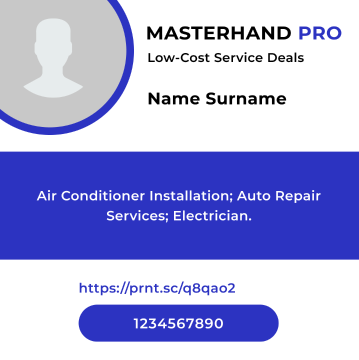 MASTERHAND PRO
Low-Cost Service Deals
Name Surname
Air Conditioner Installation; Auto Repair
Services; Electrician.
https://prnt.sc/q8qao2
1234567890